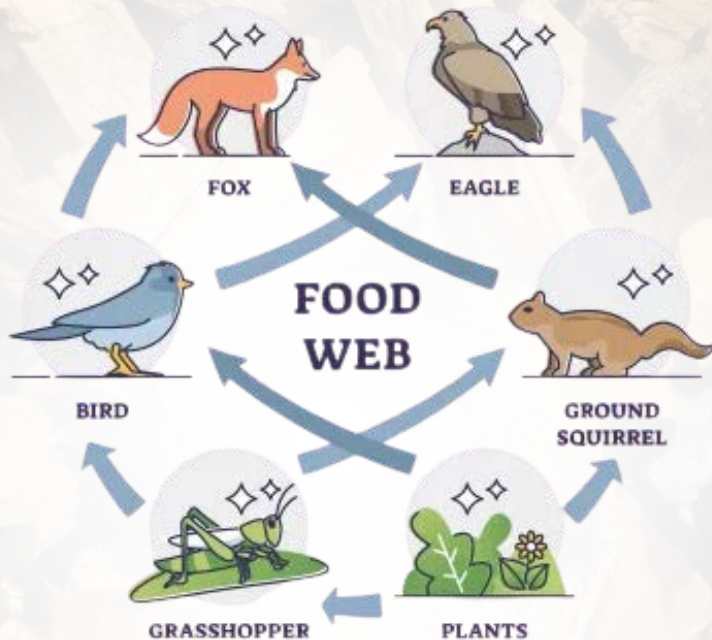 FOX
EAGLE
FOOD
WEB
BIRD
GROUND
SQUIRREL
GRASSHOPPER
PLANTS